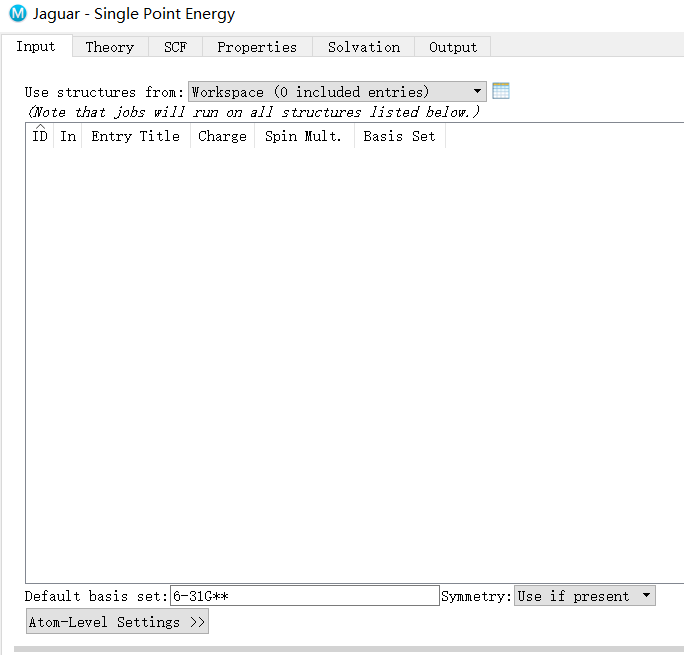 M Jaguar - Single Point Energy
Input Theory SCF Properties Solvation Output
Use structures from: Workspace (0 included entries)
(Note that jobs will run on all structures listed below.)
ID In Entry Title Charge Spin Mult. Basis Set
Default basis set: 6-31G** Symmetry: Use if present
Atom-Level Settings >>